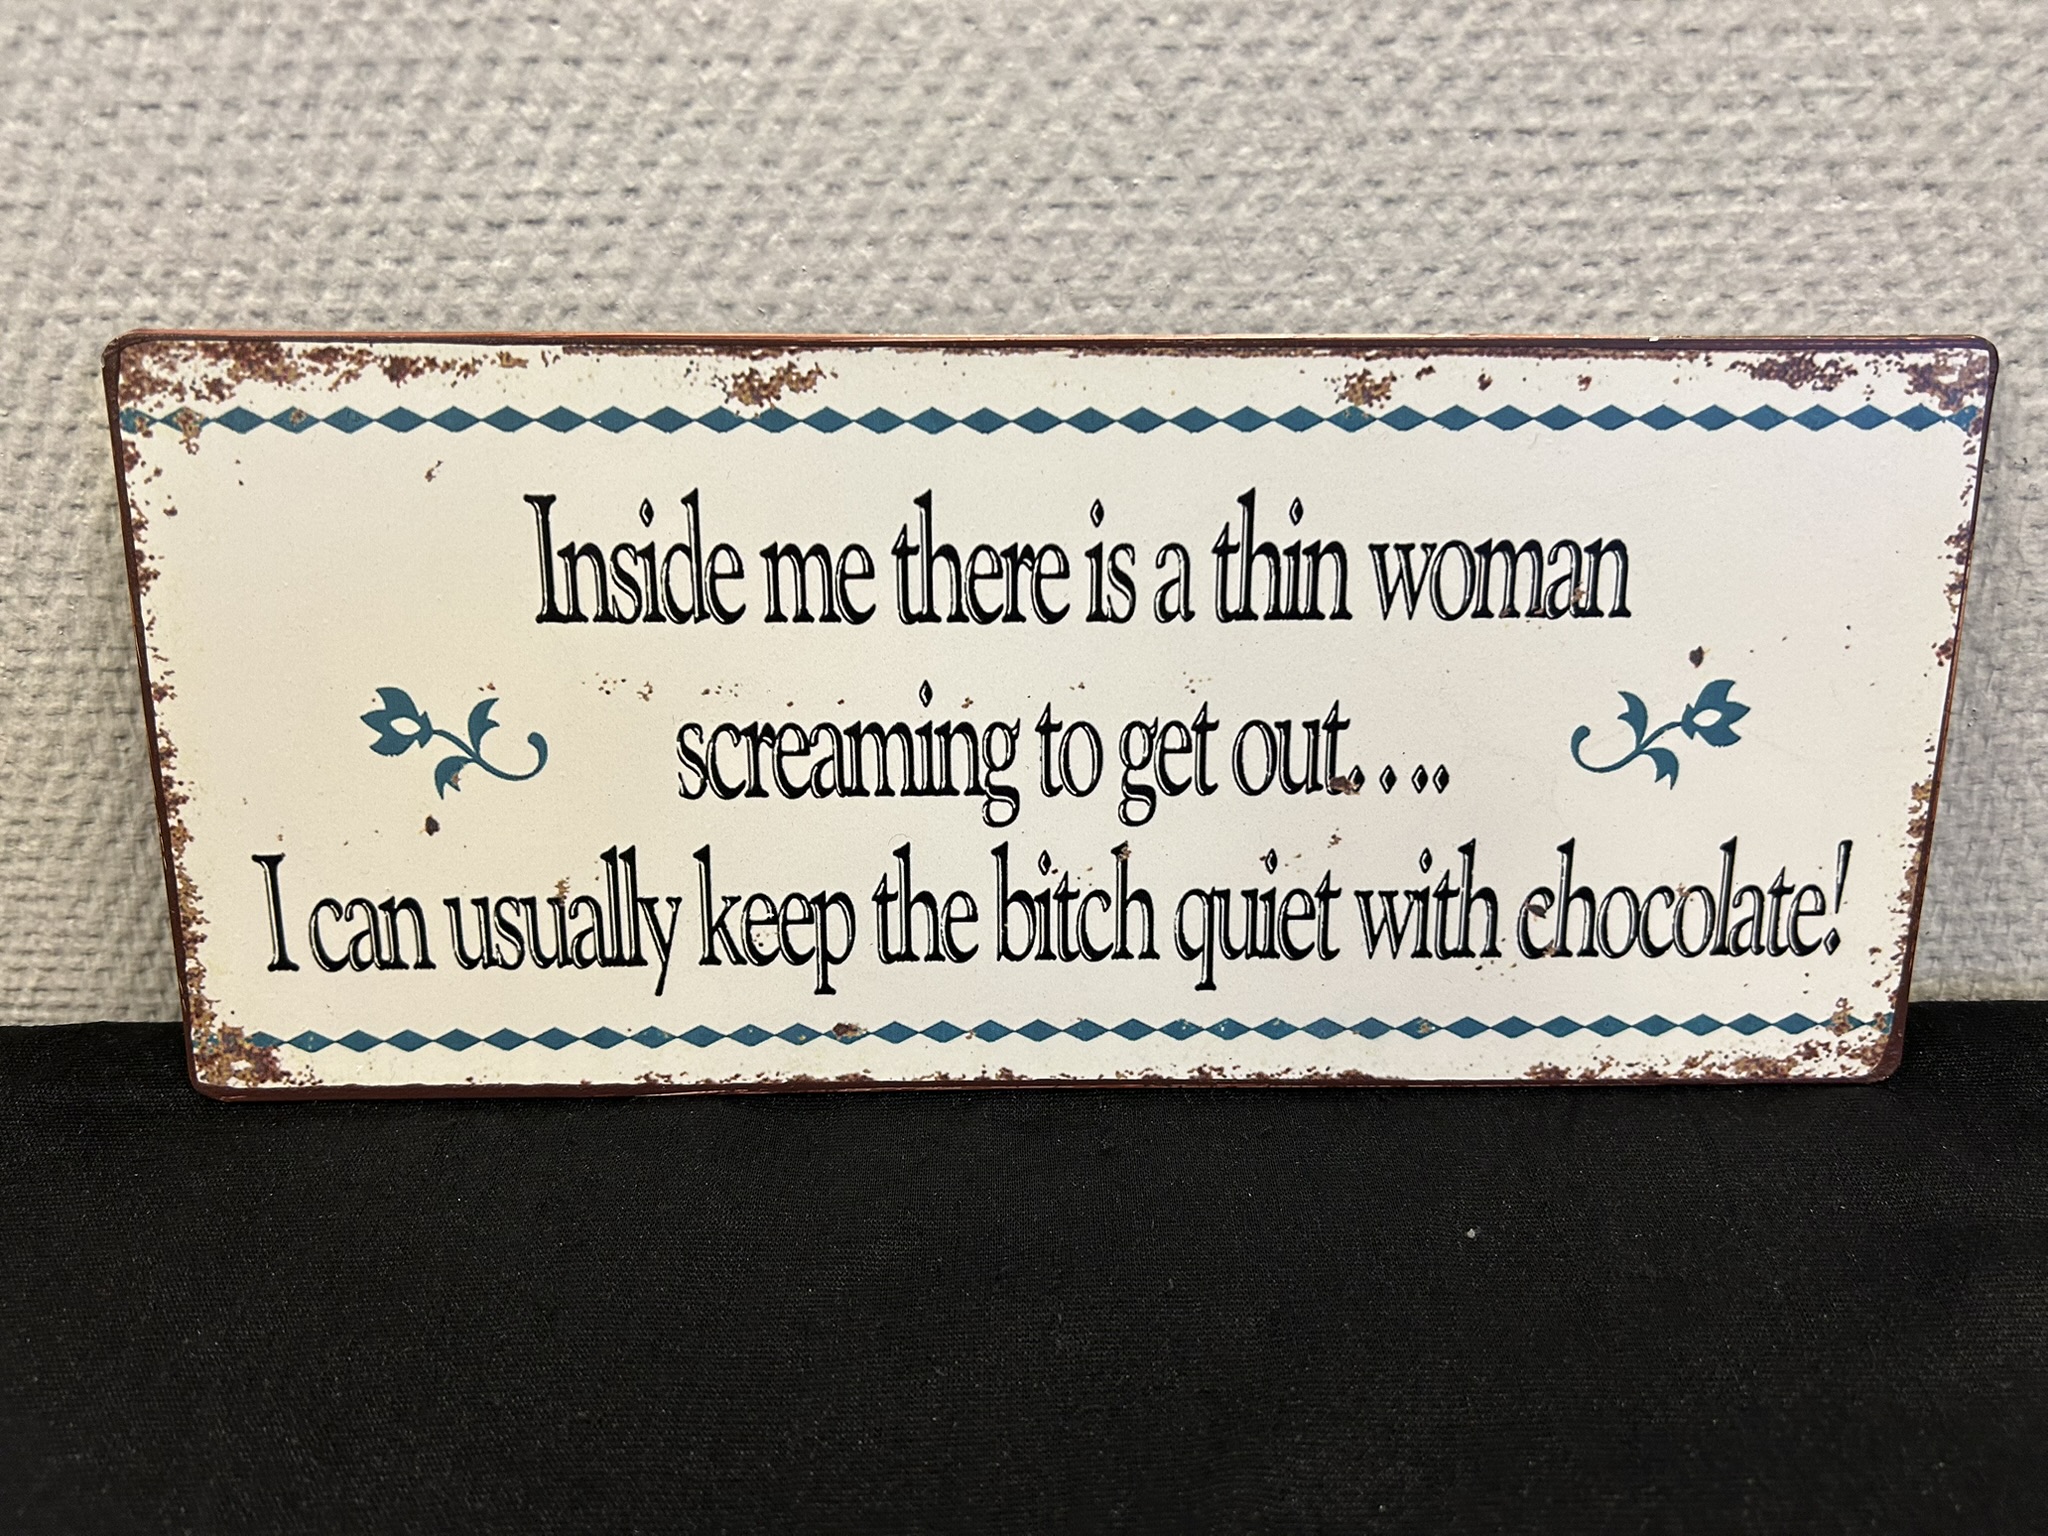 Inside me there is a thin woman
screaming to get out....
I can usually keep the bitch quiet with chocolate!